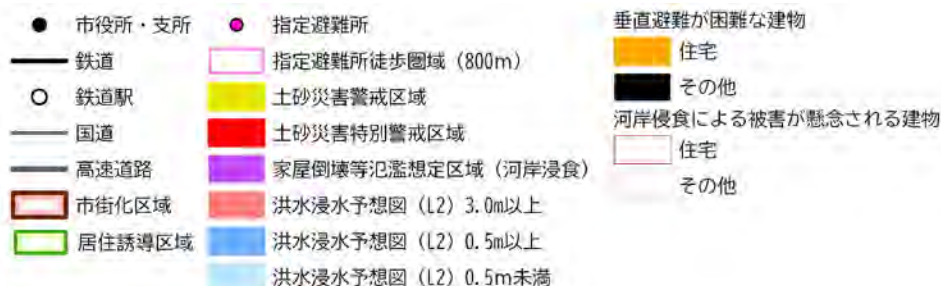 市役所・支所
鉄道
鉄道駅
国道
高速道路
市街化区域
居住誘導区域
指定避難所
指定避難所徒歩圏域（800m）
土砂災害警戒区域
土砂災害特別警戒区域
家屋倒壊等氾濫想定区域（河岸浸食）
洪水浸水予想図（L2）3.0m以上
洪水浸水予想図（L2）0.5m以上
洪水浸水予想図（L2）0.5m未満
垂直避難が困難な建物
住宅
その他
河岸侵食による被害が懸念される建物
住宅
その他